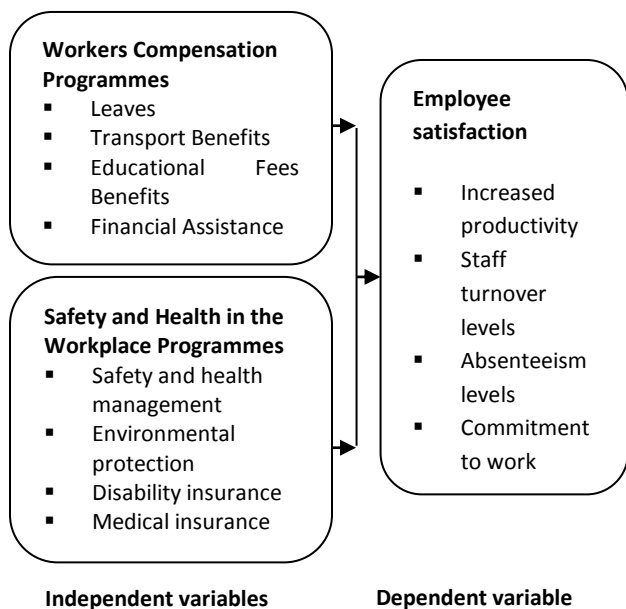 Workers Compensation
Programmes
▪ Leaves
▪ Transport Benefits
▪ Educational Fees
Benefits
▪ Financial Assistance
Safety and Health in the
Workplace Programmes
▪ Safety and health
management
▪ Environmental
protection
▪ Disability insurance
▪ Medical insurance
Employee
satisfaction
▪ Increased
productivity
▪ Staff
turnover
levels
▪ Absenteeism
levels
▪ Commitment
to work
Independent variables
Dependent variable